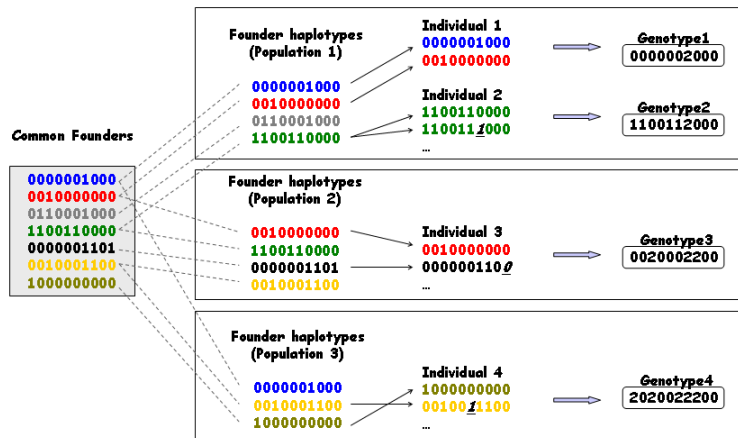 Common Founders
0000001000
0010000000
0110001000
1100110000
0000001101
0010001100
1000000000
Founder haplotypes
(Population 1)
0000001000
0010000000
0110001000
1100110000
Individual 1
0000001000
0010000000
Individual 2
1100110000
1100111000
...
Genotype1
0000002000
Genotype2
1100112000
Founder haplotypes
(Population 2)
0010000000
1100110000
0000001101
0010001100
Individual 3
0010000000
0000001100
...
Genotype3
0020002200
Founder haplotypes
(Population 3)
0000001000
0010001100
1000000000
Individual 4
1000000000
0010011100
...
Genotype4
2020022200